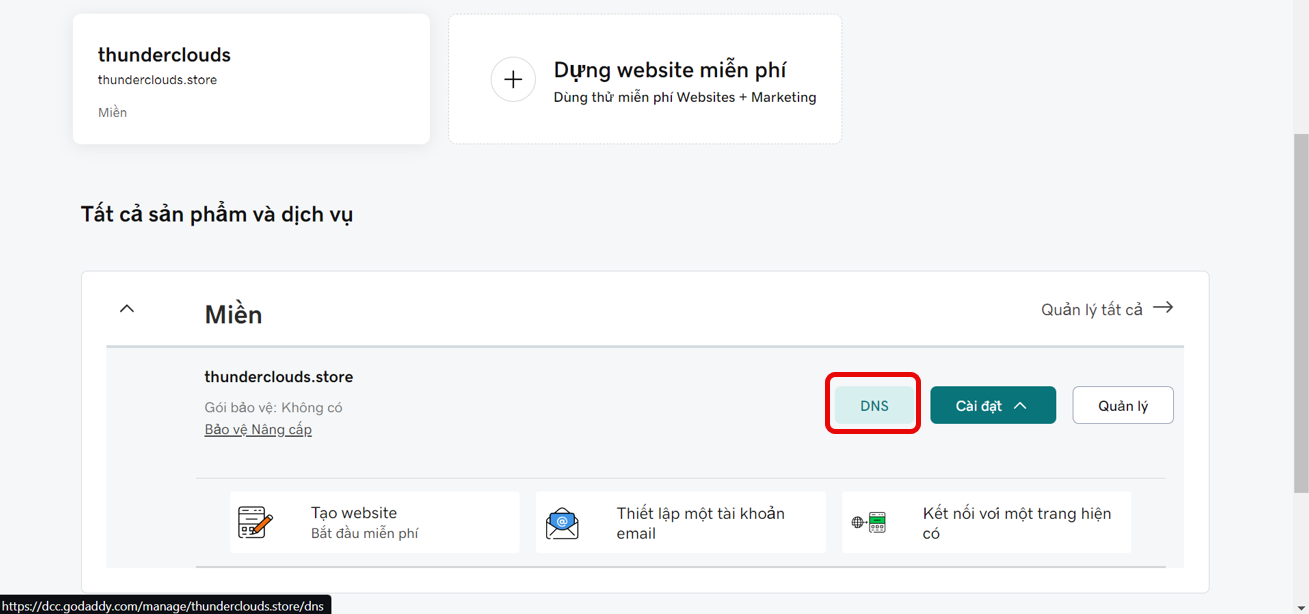 thunderclouds
thunderclouds.store
Miền
Dựng website miễn phí
Dùng thử miễn phí Websites + Marketing
Tất cả sản phẩm và dịch vụ
Miền
Quản lý tất cả
thunderclouds.store
Gói bảo vệ: Không có
Bảo vệ Nâng cấp
DNS
Cài đặt
Quản lý
Tạo website
Bắt đầu miễn phí
Thiết lập một tài khoản
email
Kết nối với một trang hiện
có
https://dcc.godaddy.com/manage/thunderclouds.store/dns